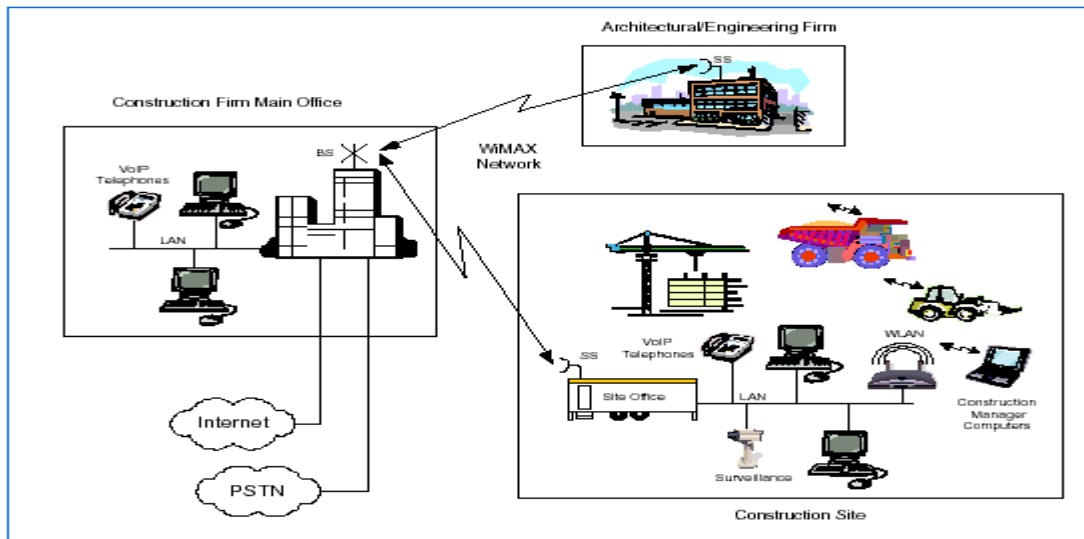 Architectural/Engineering Firm
SS
Construction Firm Main Office
BS
VoIP
Telephones
LAN
WiMAX
Network
SS
Site Office
VoIP
Telephones
LAN
WLAN
Construction
Manager
Computers
Surveillance
Internet
PSTN
Construction Site